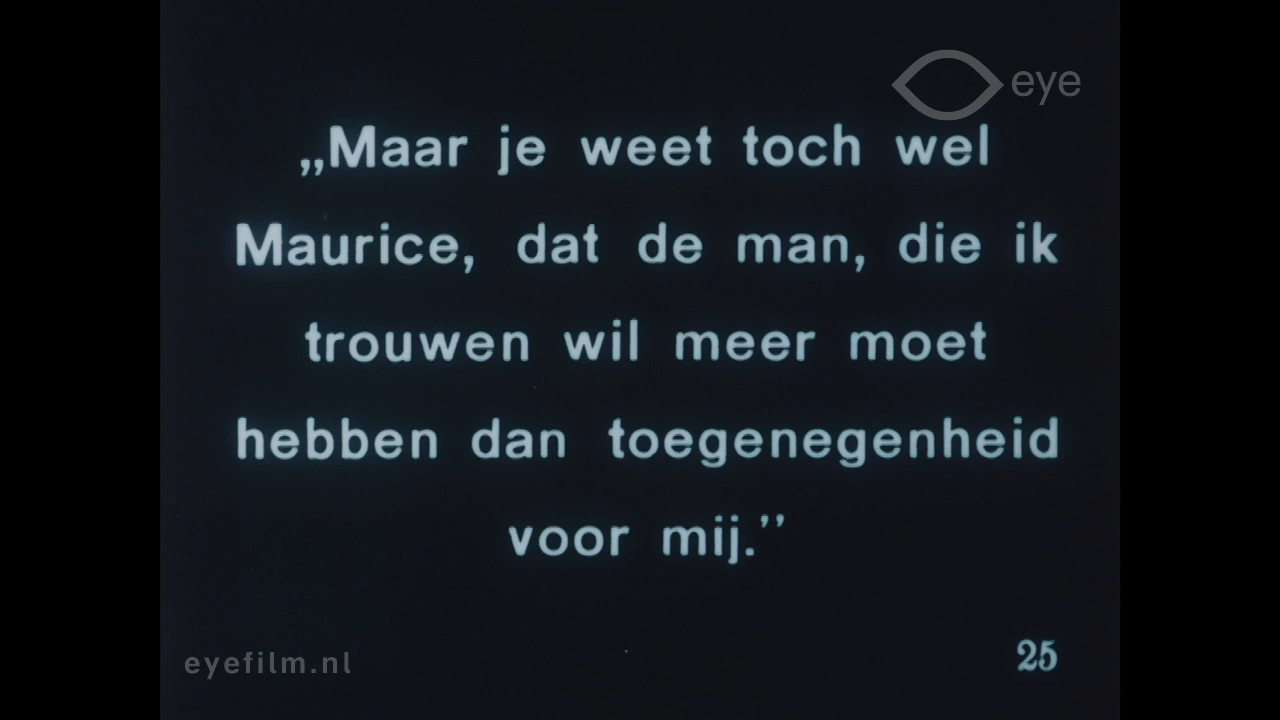 eye
„Maar je weet toch wel
Maurice, dat de man, die ik
trouwen wil meer moet
hebben dan toegenegenheid
voor mij.’’
eyefilm.nl
25